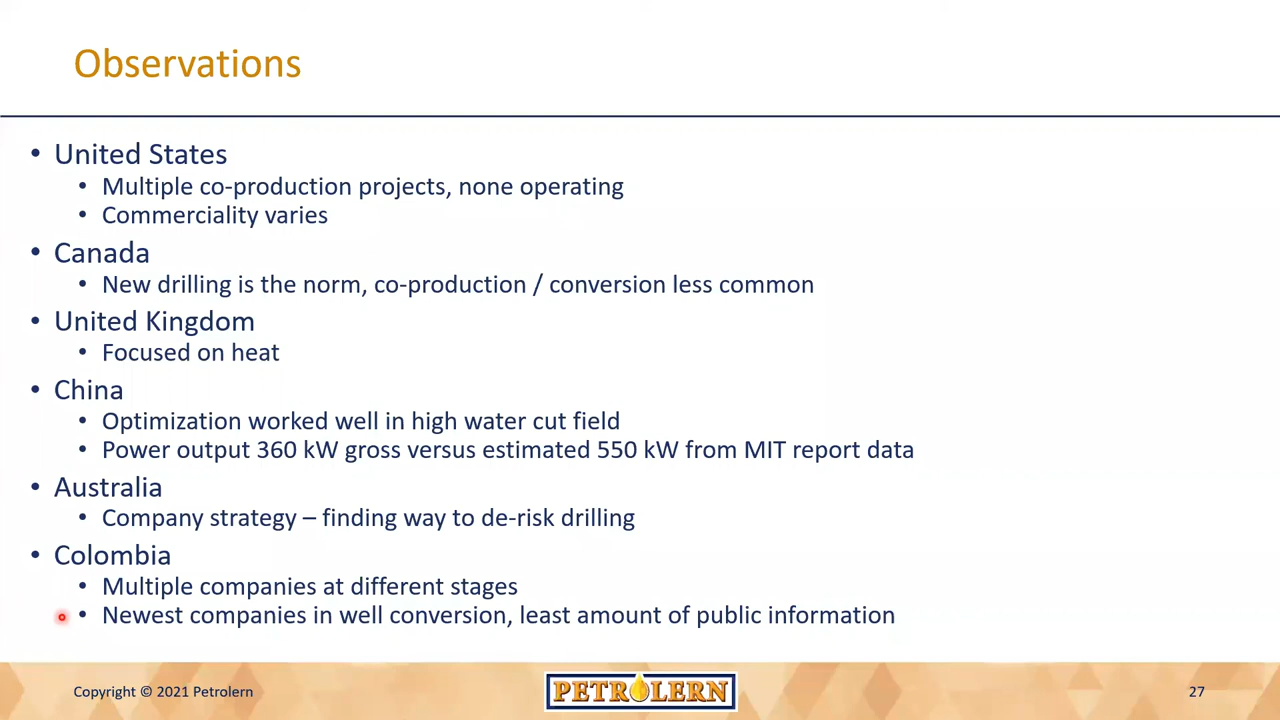 Observations
• United States
• Multiple co-production projects, none operating
• Commerciality varies
• Canada
• New drilling is the norm, co-production / conversion less common
• United Kingdom
• Focused on heat
• China
• Optimization worked well in high water cut field
• Power output 360 kW gross versus estimated 550 kW from MIT report data
• Australia
• Company strategy – finding way to de-risk drilling
• Colombia
• Multiple companies at different stages
• Newest companies in well conversion, least amount of public information
Copyright © 2021 Petrolern
PETROLERN
27